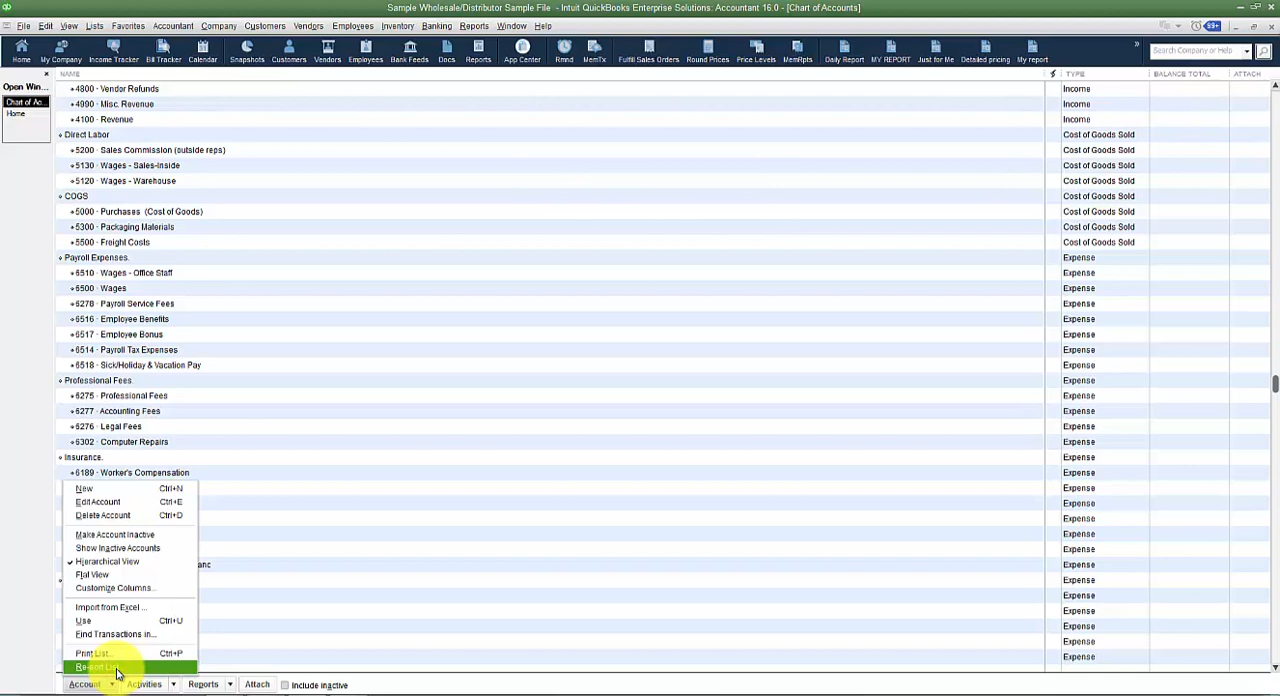 Sample Wholesale/Distributor Sample File - Intuit QuickBooks Enterprise Solutions: Accountant 16.0 - [Chart of Accounts]
File Edit View Lists Favorites Accountant Company Customers Vendors Employees Inventory Banking Reports Window Help 99+
Home My Company Income Tracker Bill Tracker Calendar Snapshots Customers Vendors Employees Bank Feeds Docs Reports App Center Rmnd MemTx Fulfill Sales Orders Round Prices Price Levels MemRpts Daily Report MY REPORT Just for Me Detailed pricing My report » Search Company or Help
Open Win...
Chart of Ac...
Home
NAME TYPE BALANCE TOTAL ATTACH
4800 · Vendor Refunds Income
4990 · Misc. Revenue Income
4100 · Revenue Income
Direct Labor Cost of Goods Sold
5200 · Sales Commission (outside reps) Cost of Goods Sold
5130 · Wages - Sales-Inside Cost of Goods Sold
5120 · Wages - Warehouse Cost of Goods Sold
COGS Cost of Goods Sold
5000 · Purchases (Cost of Goods) Cost of Goods Sold
5300 · Packaging Materials Cost of Goods Sold
5500 · Freight Costs Cost of Goods Sold
Payroll Expenses. Expense
6510 · Wages - Office Staff Expense
6500 · Wages Expense
6278 · Payroll Service Fees Expense
6516 · Employee Benefits Expense
6517 · Employee Bonus Expense
6514 · Payroll Tax Expenses Expense
6518 · Sick/Holiday & Vacation Pay Expense
Professional Fees. Expense
6275 · Professional Fees Expense
6277 · Accounting Fees Expense
6276 · Legal Fees Expense
6302 · Computer Repairs Expense
Insurance. Expense
6189 · Worker's Compensation Expense
New Ctrl+N Expense
Edit Account Ctrl+E Expense
Delete Account Ctrl+D Expense
Make Account Inactive Expense
Show Inactive Accounts Expense
Hierarchical View anc Expense
Flat View Expense
Customize Columns... Expense
Import from Excel ... Expense
Use Ctrl+U Expense
Find Transactions in... Expense
Print List... Ctrl+P Expense
Re-sort List
Account Activities Reports Attach Include inactive